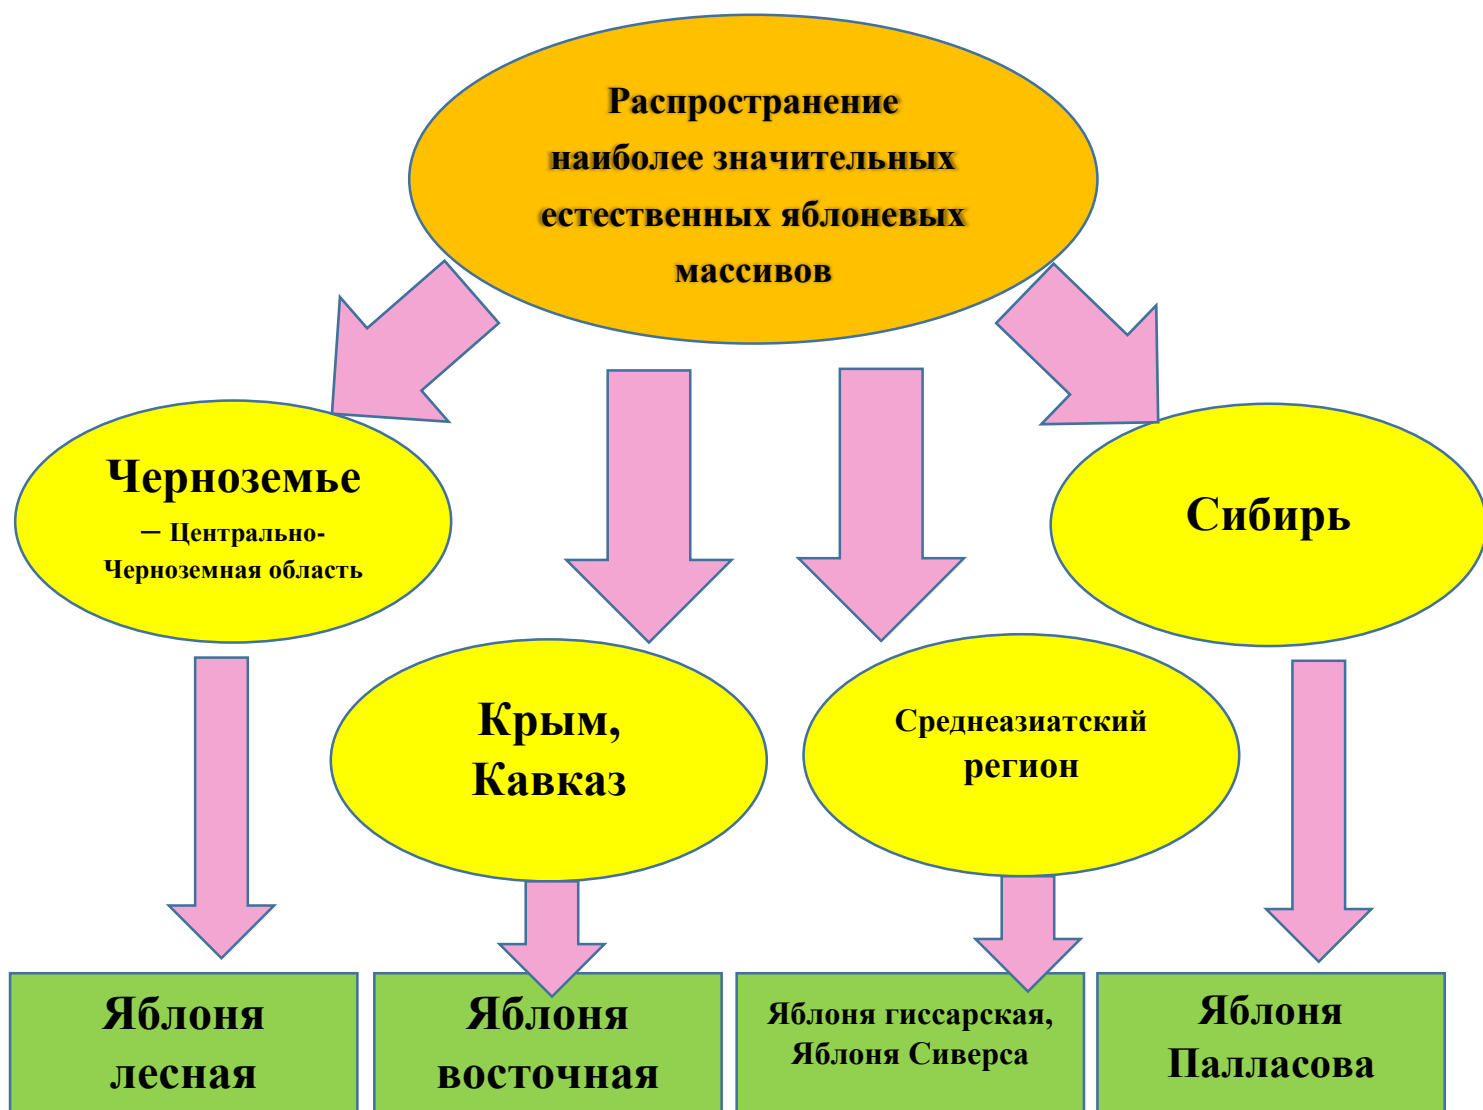 Распространение
наиболее значительных
естественных яблоневых
массивов
Черноземье
– Центрально-
Черноземная область
Сибирь
Крым,
Кавказ
Среднеазиатский
регион
Яблоня
лесная
Яблоня
восточная
Яблоня гиссарская,
Яблоня Сиверса
Яблоня
Палласова